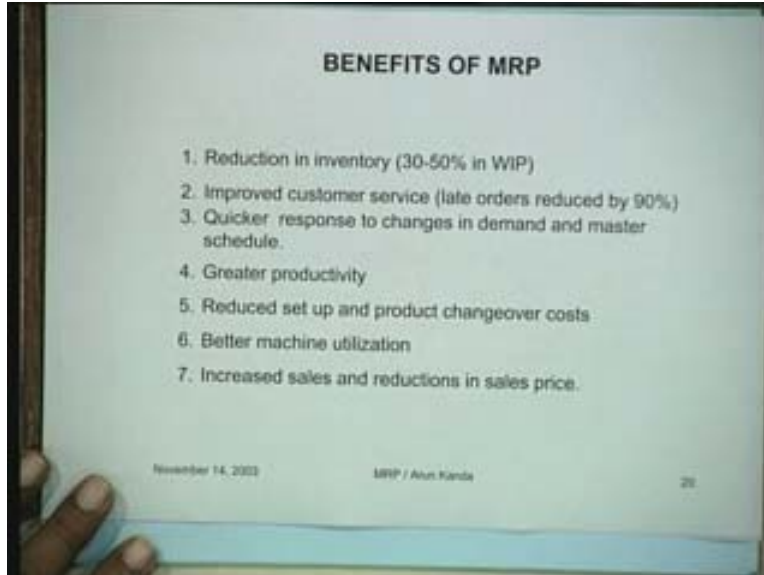 BENEFITS OF MRP
1. Reduction in inventory (30-50% in WIP)
2. Improved customer service (late orders reduced by 90%)
3. Quicker response to changes in demand and master
schedule.
4. Greater productivity
5. Reduced set up and product changeover costs
6. Better machine utilization
7. Increased sales and reductions in sales price.
November 14, 2003
MRP / Arun Kanda
20